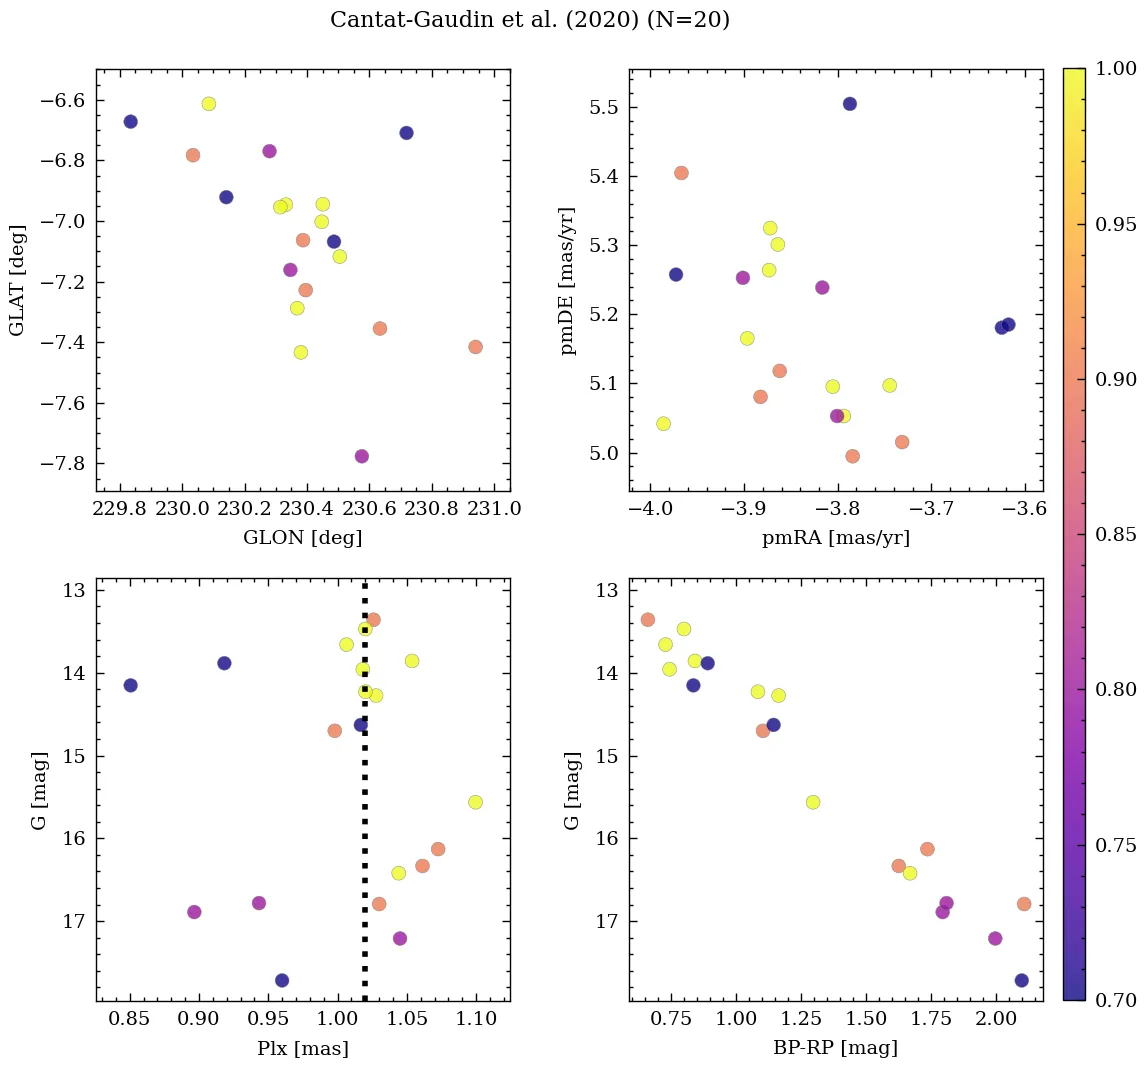 Cantat-Gaudin et al. (2020) (N=20)
−6.6
−6.8
−7.0
−7.2
−7.4
−7.6
−7.8
GLAT [deg]
229.8 230.0 230.2 230.4 230.6 230.8 231.0
GLON [deg]
5.5
5.4
5.3
5.2
5.1
5.0
pmDE [mas/yr]
−4.0 −3.9 −3.8 −3.7 −3.6
pmRA [mas/yr]
13
14
15
16
17
G [mag]
0.85 0.90 0.95 1.00 1.05 1.10
Plx [mas]
13
14
15
16
17
G [mag]
0.75 1.00 1.25 1.50 1.75 2.00
BP-RP [mag]
1.00
0.95
0.90
0.85
0.80
0.75
0.70